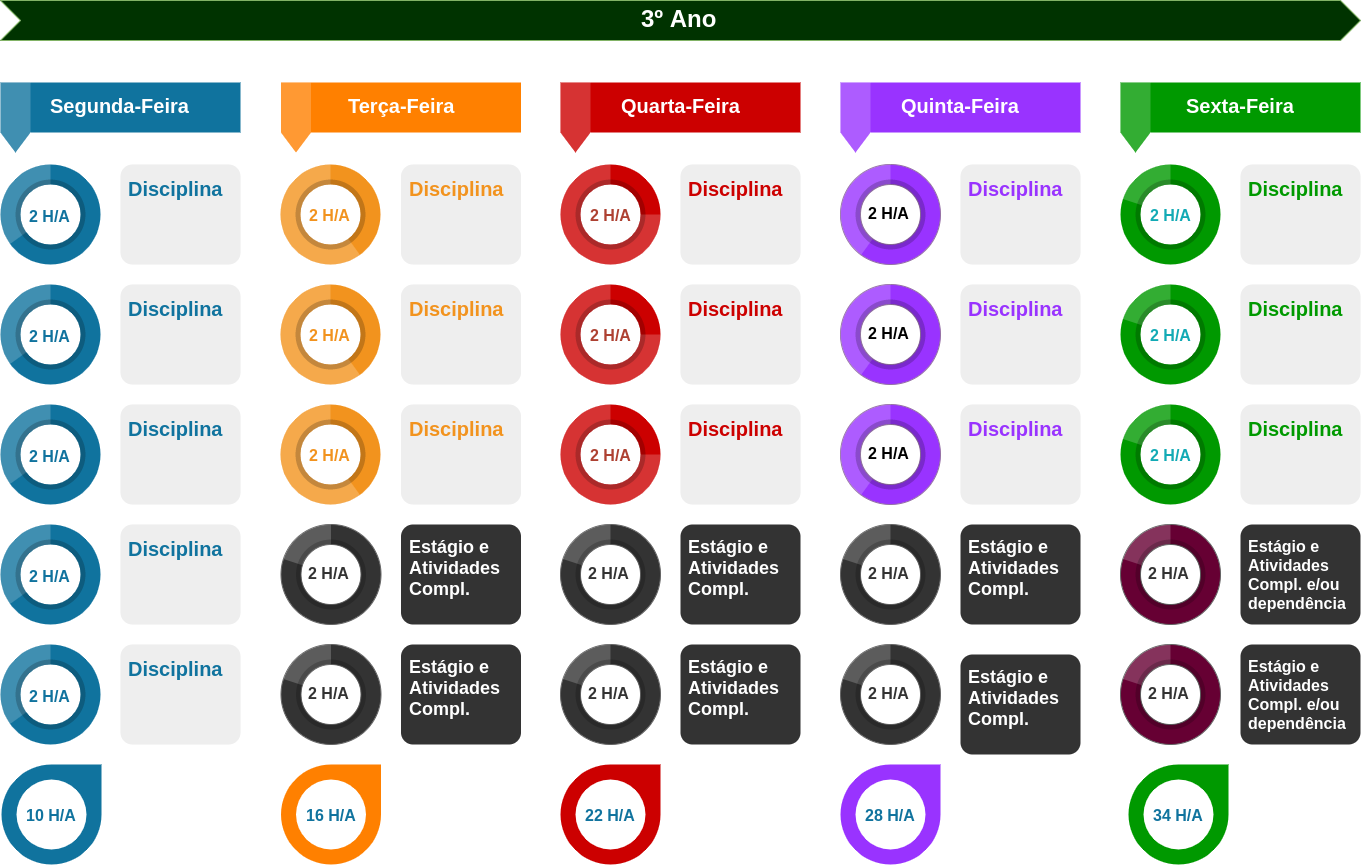 3º Ano
Segunda-Feira
Terça-Feira
Quarta-Feira
Quinta-Feira
Sexta-Feira
2 H/A
Disciplina
2 H/A
Disciplina
2 H/A
Disciplina
2 H/A
Disciplina
2 H/A
Disciplina
2 H/A
Disciplina
2 H/A
Disciplina
2 H/A
Disciplina
2 H/A
Disciplina
2 H/A
Disciplina
2 H/A
Disciplina
2 H/A
Disciplina
2 H/A
Disciplina
2 H/A
Disciplina
2 H/A
Disciplina
2 H/A
Disciplina
2 H/A
Estágio e
Atividades
Compl.
2 H/A
Estágio e
Atividades
Compl.
2 H/A
Estágio e
Atividades
Compl.
2 H/A
Estágio e
Atividades
Compl. e/ou
dependência
2 H/A
Disciplina
2 H/A
Estágio e
Atividades
Compl.
2 H/A
Estágio e
Atividades
Compl.
2 H/A
Estágio e
Atividades
Compl.
2 H/A
Estágio e
Atividades
Compl. e/ou
dependência
10 H/A
16 H/A
22 H/A
28 H/A
34 H/A